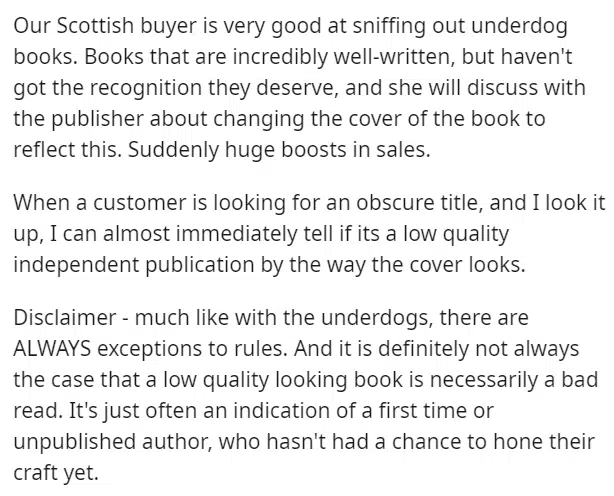 Our Scottish buyer is very good at sniffing out underdog
books. Books that are incredibly well-written, but haven't
got the recognition they deserve, and she will discuss with
the publisher about changing the cover of the book to
reflect this. Suddenly huge boosts in sales.
When a customer is looking for an obscure title, and I look it
up, I can almost immediately tell if its a low quality
independent publication by the way the cover looks.
Disclaimer - much like with the underdogs, there are
ALWAYS exceptions to rules. And it is definitely not always
the case that a low quality looking book is necessarily a bad
read. It's just often an indication of a first time or
unpublished author, who hasn't had a chance to hone their
craft yet.